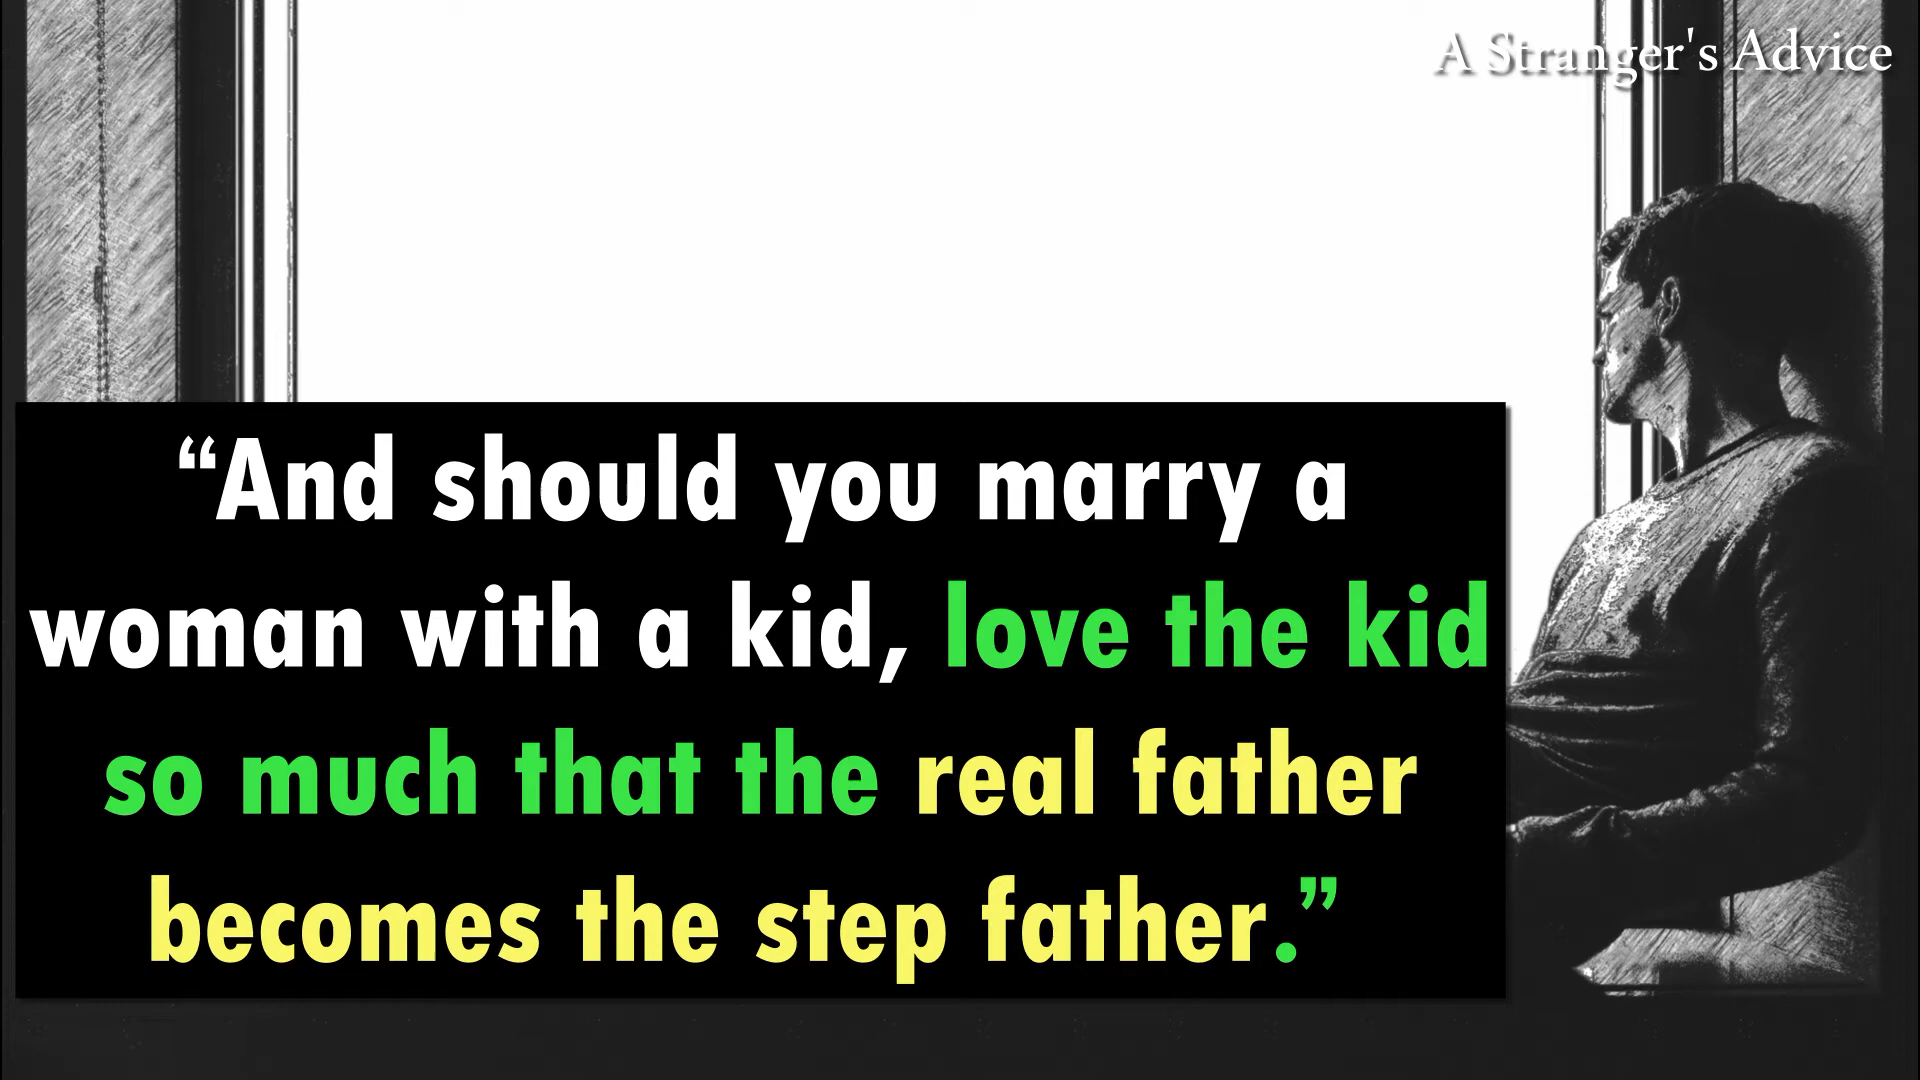 A Stranger's Advice
“And should you marry a
woman with a kid, love the kid
so much that the real father
becomes the step father.”